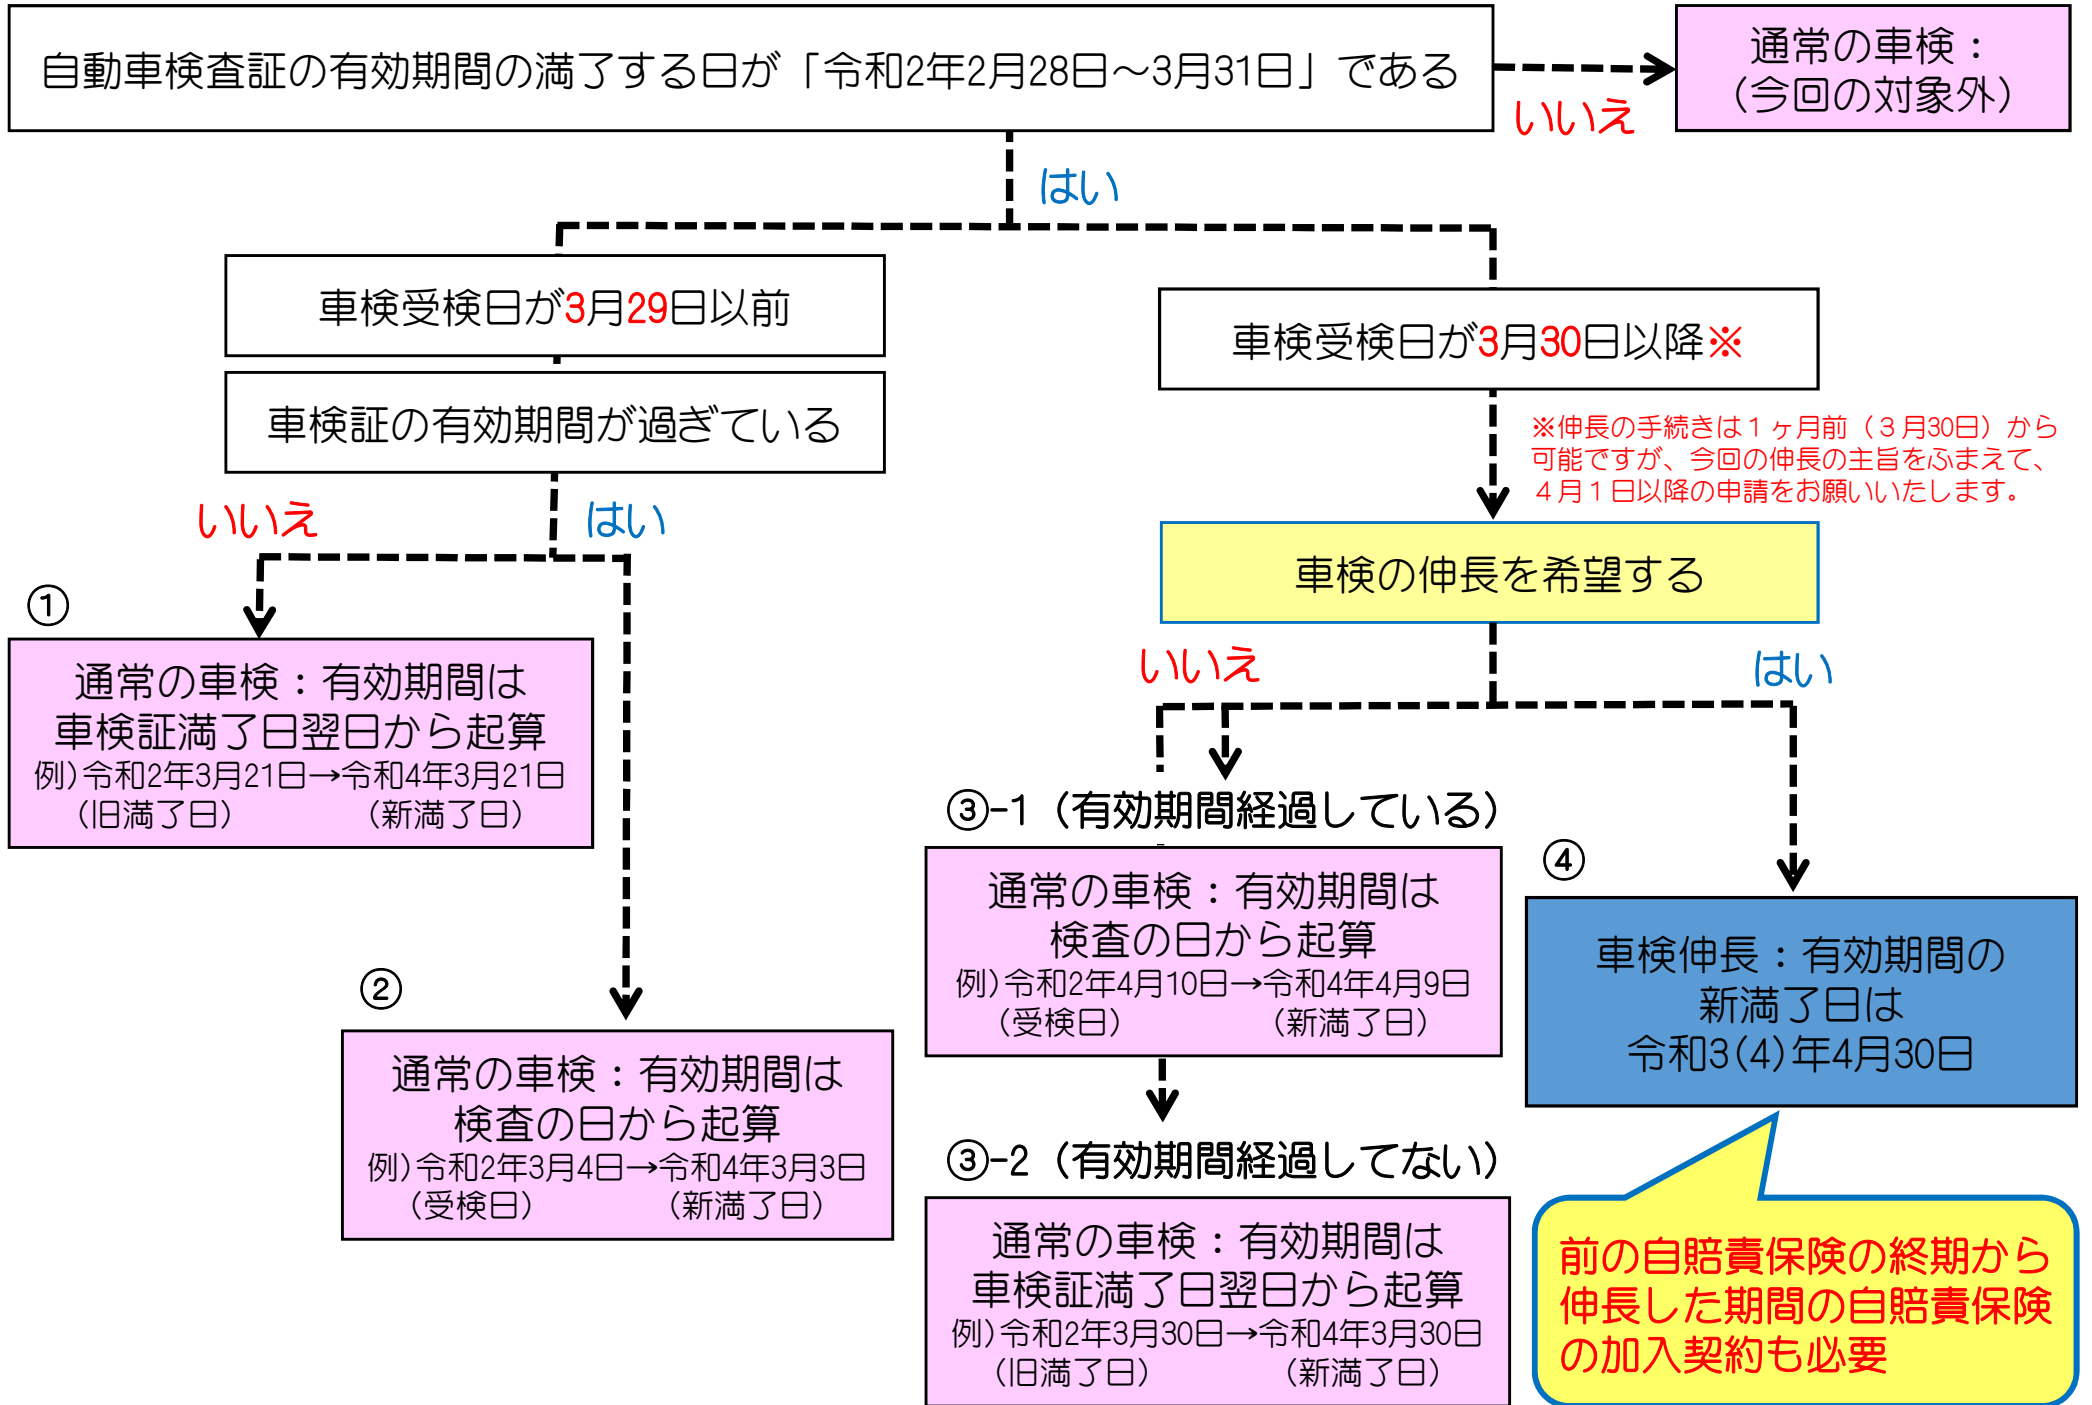 自動車検査証の有効期間の満了する日が「令和2年2月28日～3月31日」である
いいえ
通常の車検：
（今回の対象外）
はい
車検受検日が3月29日以前
車検証の有効期間が過ぎている
いいえ
はい
①
通常の車検：有効期間は
車検証満了日翌日から起算
例)令和2年3月21日→令和4年3月21日
（旧満了日）　（新満了日）
②
通常の車検：有効期間は
検査の日から起算
例)令和2年3月4日→令和4年3月3日
（受検日）　（新満了日）
車検受検日が3月30日以降※
※伸長の手続きは１ヶ月前（３月30日）から
可能ですが、今回の伸長の主旨をふまえて、
４月１日以降の申請をお願いいたします。
車検の伸長を希望する
いいえ
はい
③-1（有効期間経過している）
通常の車検：有効期間は
検査の日から起算
例)令和2年4月10日→令和4年4月9日
（受検日）　（新満了日）
③-2（有効期間経過してない）
通常の車検：有効期間は
車検証満了日翌日から起算
例)令和2年3月30日→令和4年3月30日
（旧満了日）　（新満了日）
④
車検伸長：有効期間の
新満了日は
令和3(4)年4月30日
前の自賠責保険の終期から
伸長した期間の自賠責保険
の加入契約も必要